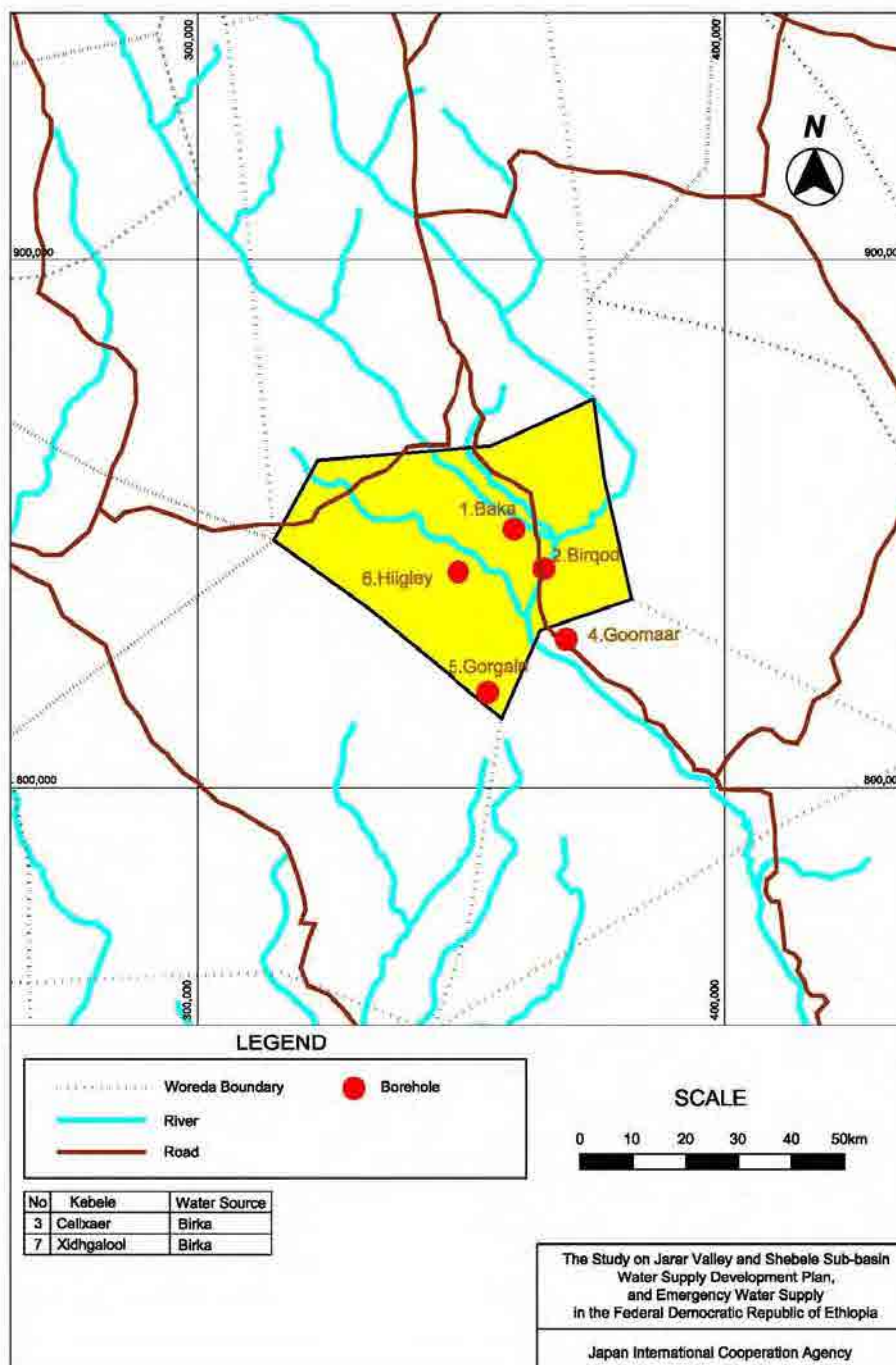 300,000
400,000
N
900,000
900,000
1.Baka
2.Birqod
6.Hiigley
4.Goomaar
5.Gorgalri
800,000
800,000
300,000
400,000
LEGEND
Woreda Boundary
Borehole
River
Road
SCALE
0 10 20 30 40 50km
No Kebele Water Source
3 Cellxaer Birka
7 Xidhgalool Birka
The Study on Jarar Valley and Shebele Sub-basin
Water Supply Development Plan,
and Emergency Water Supply
in the Federal Democratic Republic of Ethiopia
Japan International Cooperation Agency